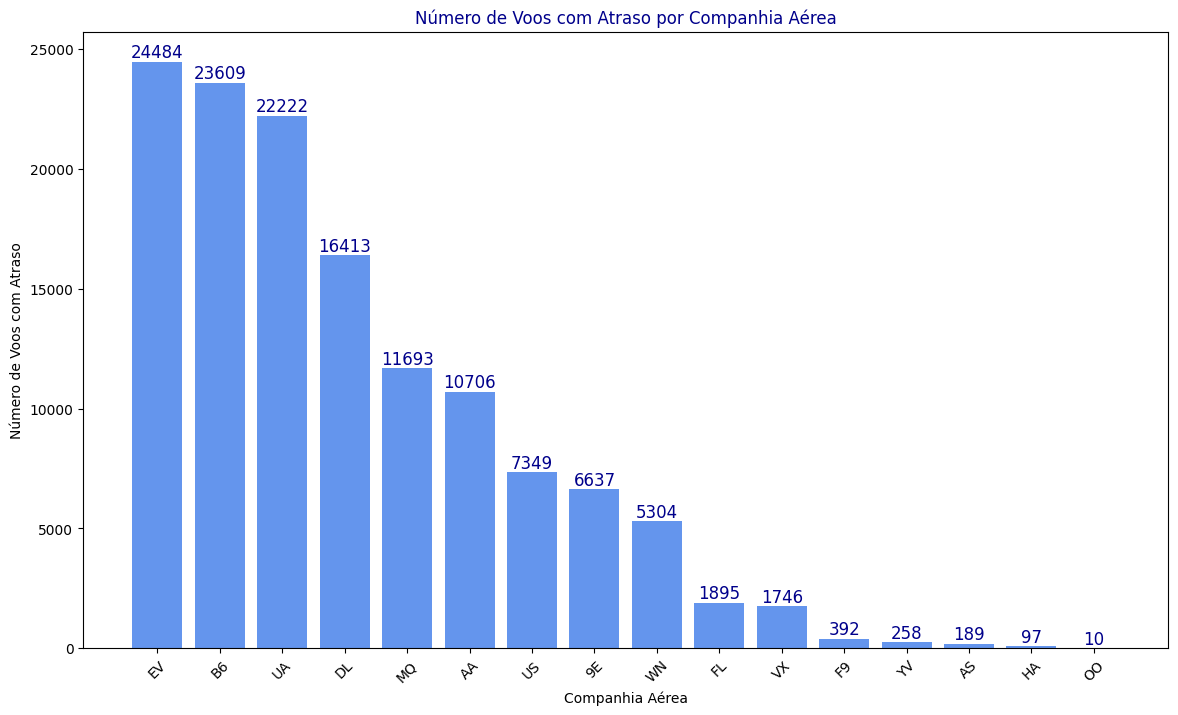 Número de Voos com Atraso por Companhia Aérea
Número de Voos com Atraso
25000
20000
15000
10000
5000
0
24484
23609
22222
16413
11693
10706
7349
6637
5304
1895
1746
392
258
189
97
10
EV
B6
UA
DL
MQ
AA
US
9E
WN
FL
VX
F9
YV
AS
HA
OO
Companhia Aérea